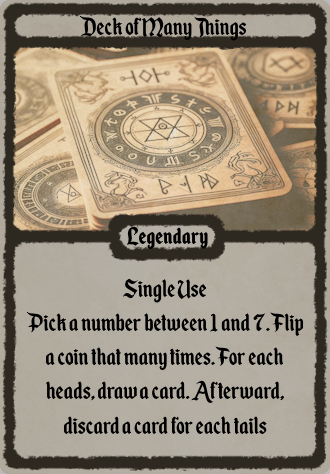 Deck of Many Things
Legendary
Single Use
Pick a number between 1 and 7. Flip
a coin that many times. For each
heads, draw a card. Afterward,
discard a card for each tails